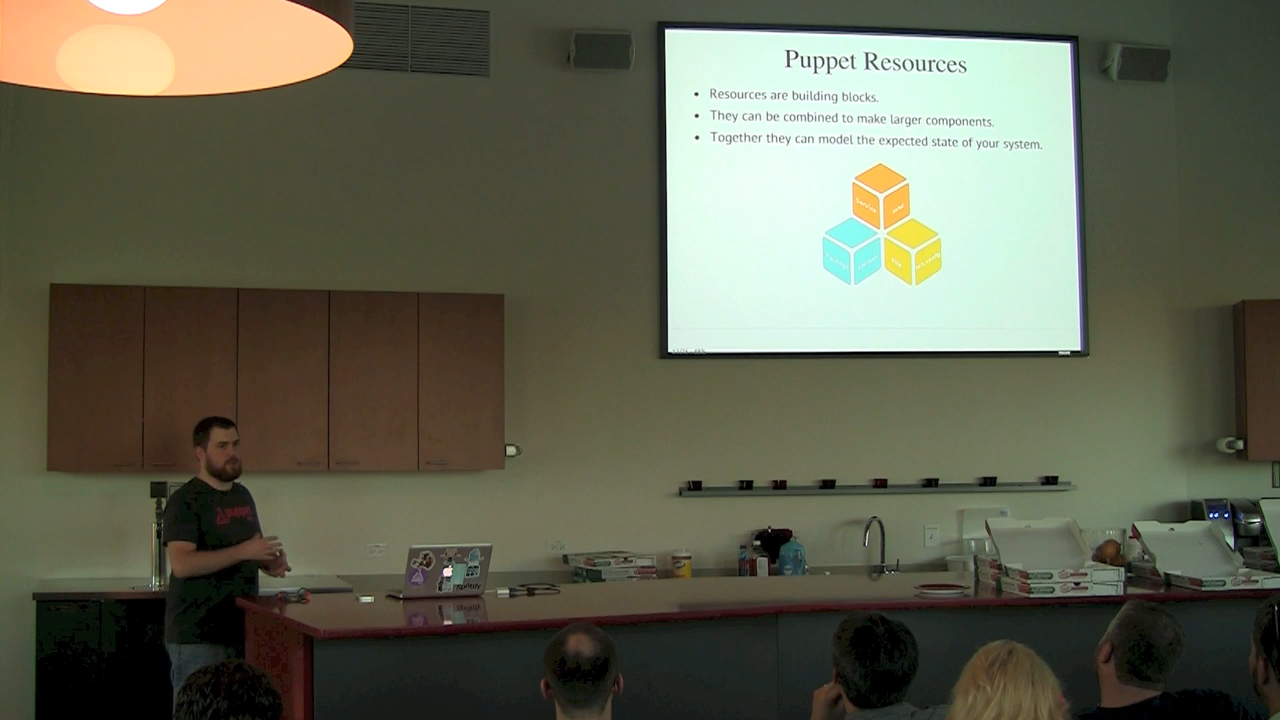 Puppet Resources
• Resources are building blocks.
• They can be combined to make larger components.
• Together they can model the expected state of your system.
Service